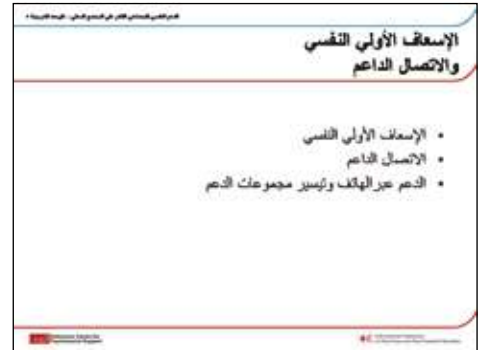 الإسعاف الأولي النفسي
والاتصال الداعم
• الإسعاف الأولي النفسي
• الاتصال الداعم
• الدعم عبر الهاتف وتيسير مجموعات الدعم